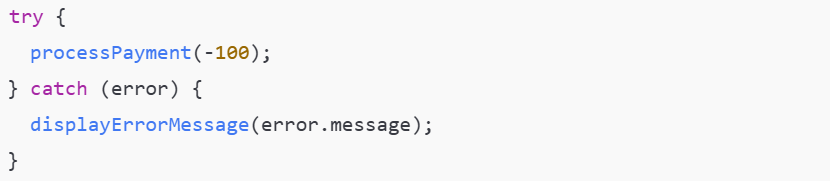 try {
  processPayment(-100);
} catch (error) {
  displayErrorMessage(error.message);
}